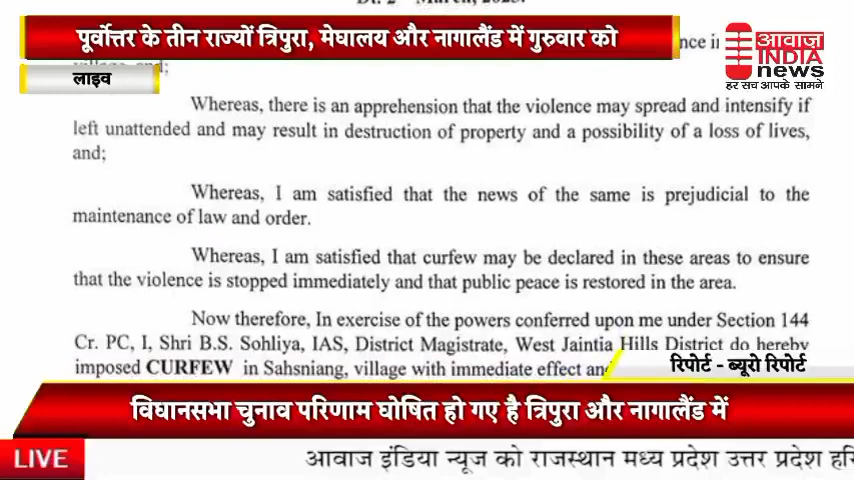 पूर्वोत्तर के तीन राज्यों त्रिपुरा, मेघालय और नागालैंड में गुरुवार को
लाइव
आवाज
INDIA
news
हर सच आपके सामने
Whereas, there is an apprehension that the violence may spread and intensify if
left unattended and may result in destruction of property and a possibility of a loss of lives,
and;
Whereas, I am satisfied that the news of the same is prejudicial to the
maintenance of law and order.
Whereas, I am satisfied that curfew may be declared in these areas to ensure
that the violence is stopped immediately and that public peace is restored in the area.
Now therefore, In exercise of the powers conferred upon me under Section 144
Cr. PC, I, Shri B.S. Sohliya, IAS, District Magistrate, West Jaintia Hills District do hereby
imposed CURFEW in Sahsniang, village with immediate effect
रिपोर्ट - ब्यूरो रिपोर्ट
विधानसभा चुनाव परिणाम घोषित हो गए है त्रिपुरा और नागालैंड में
LIVE
आवाज इंडिया न्यूज को राजस्थान मध्य प्रदेश उत्तर प्रदेश